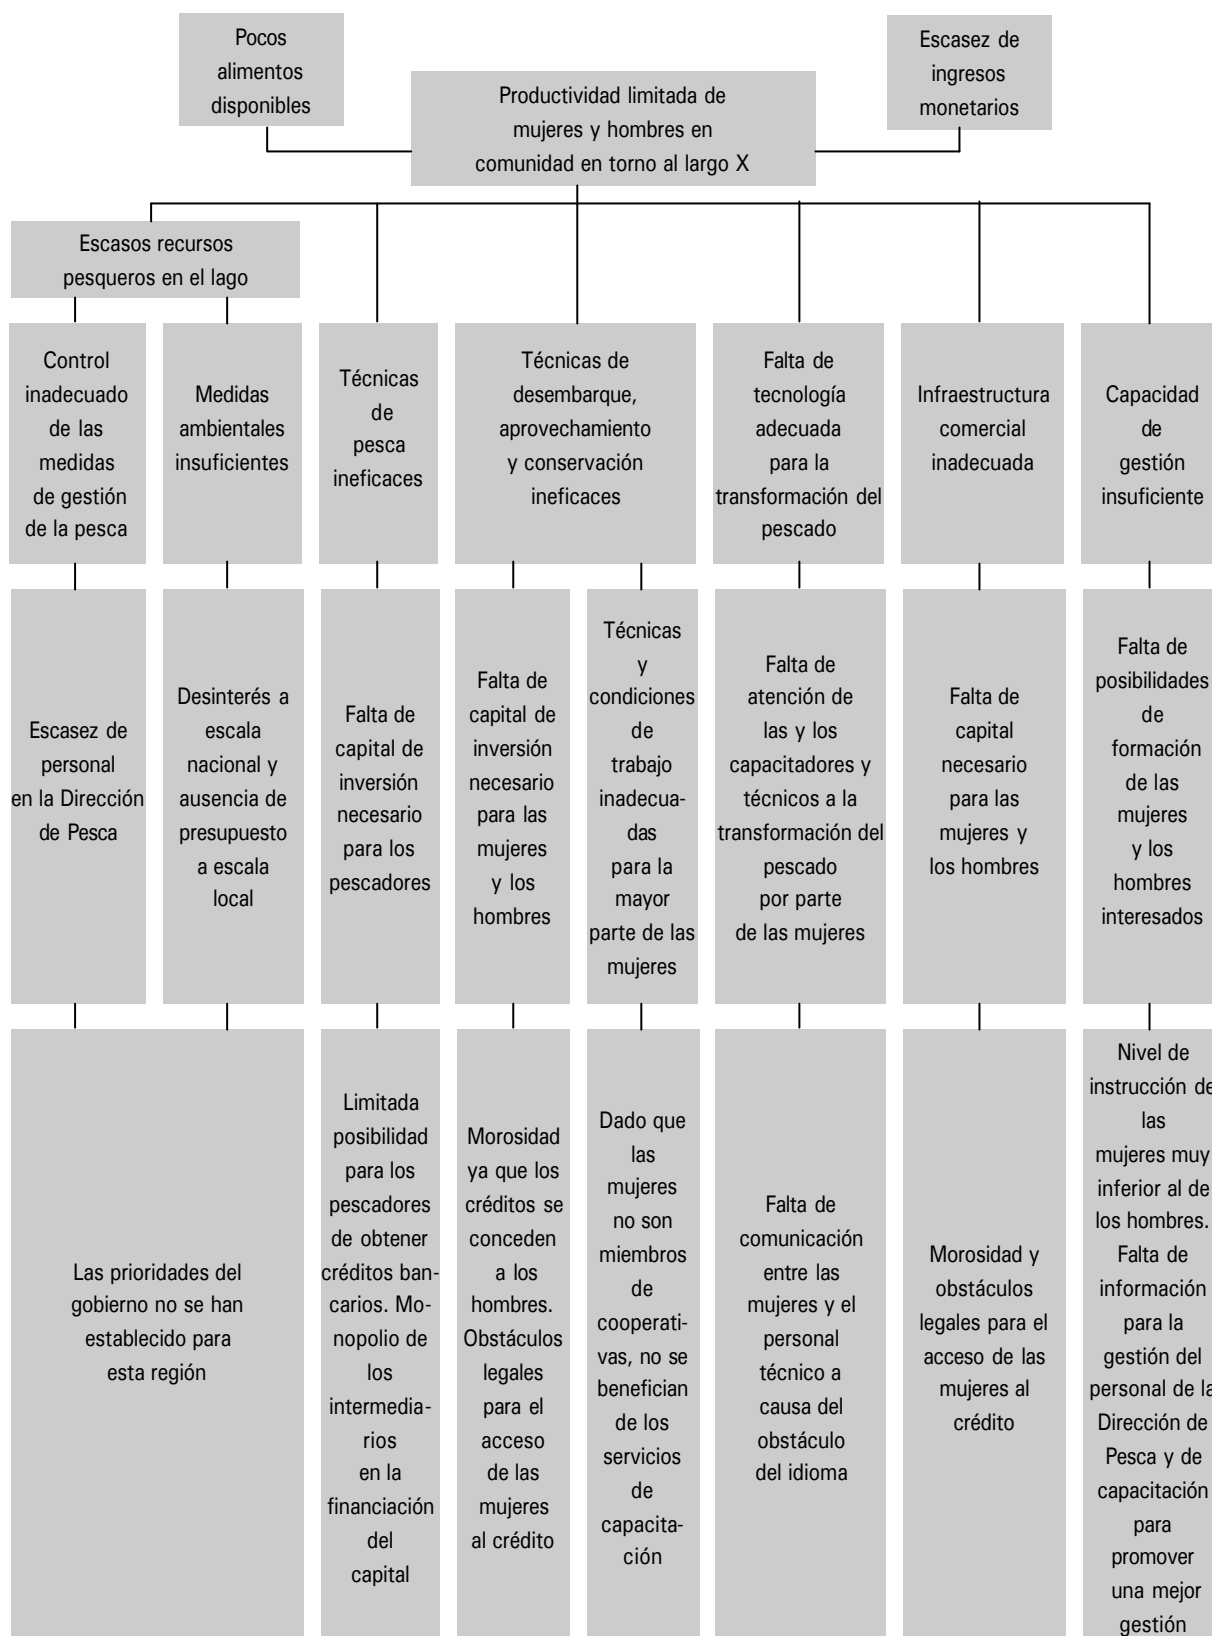 Pocos
alimentos
disponibles
Escasez de
ingresos
monetarios
Productividad limitada de
mujeres y hombres en
comunidad en torno al largo X
Escasos recursos
pesqueros en el lago
Control
inadecuado
de las
medidas
de gestión
de la pesca
Medidas
ambientales
insuficientes
Técnicas
de
pesca
ineficaces
Técnicas de
desembarque,
aprovechamiento
y conservación
ineficaces
Falta de
tecnología
adecuada
para la
transformación del
pescado
Infraestructura
comercial
inadecuada
Capacidad
de
gestión
insuficiente
Escasez de
personal
en la Dirección
de Pesca
Desinterés a
escala
nacional y
ausencia de
presupuesto
a escala
local
Falta de
capital de
inversión
necesario
para los
pescadores
Falta de
capital de
inversión
necesario
para las
mujeres
y los
hombres
Técnicas
y
condiciones
de
trabajo
inadecua-
das
para la
mayor
parte de las
mujeres
Falta de
atención de
las y los
capacitadores y
técnicos a la
transformación del
pescado
por parte
de las mujeres
Falta de
capital
necesario
para las
mujeres y
los hombres
Falta de
posibilidades
de
formación
de las
mujeres
y los
hombres
interesados
Las prioridades del
gobierno no se han
establecido para
esta región
Limitada
posibilidad
para los
pescadores
de obtener
créditos ban-
carios. Mo-
nopolio de
los
intermedia-
rios
en la
financiación
del
capital
Morosidad
ya que los
créditos se
conceden
a los
hombres.
Obstáculos
legales
para el
acceso
de las
mujeres
al crédito
Dado que
las
mujeres
no son
miembros
de
cooperati-
vas, no se
benefician
de los
servicios
de
capacita-
ción
Falta de
comunicación
entre las
mujeres y el
personal
técnico a
causa del
obstáculo
del idioma
Morosidad y
obstáculos
legales para el
acceso de las
mujeres al
crédito
Nivel de
instrucción de
las
mujeres muy
inferior al de
los hombres.
Falta de
información
para la
gestión del
personal de la
Dirección de
Pesca y de
capacitación
para
promover
una mejor
gestión